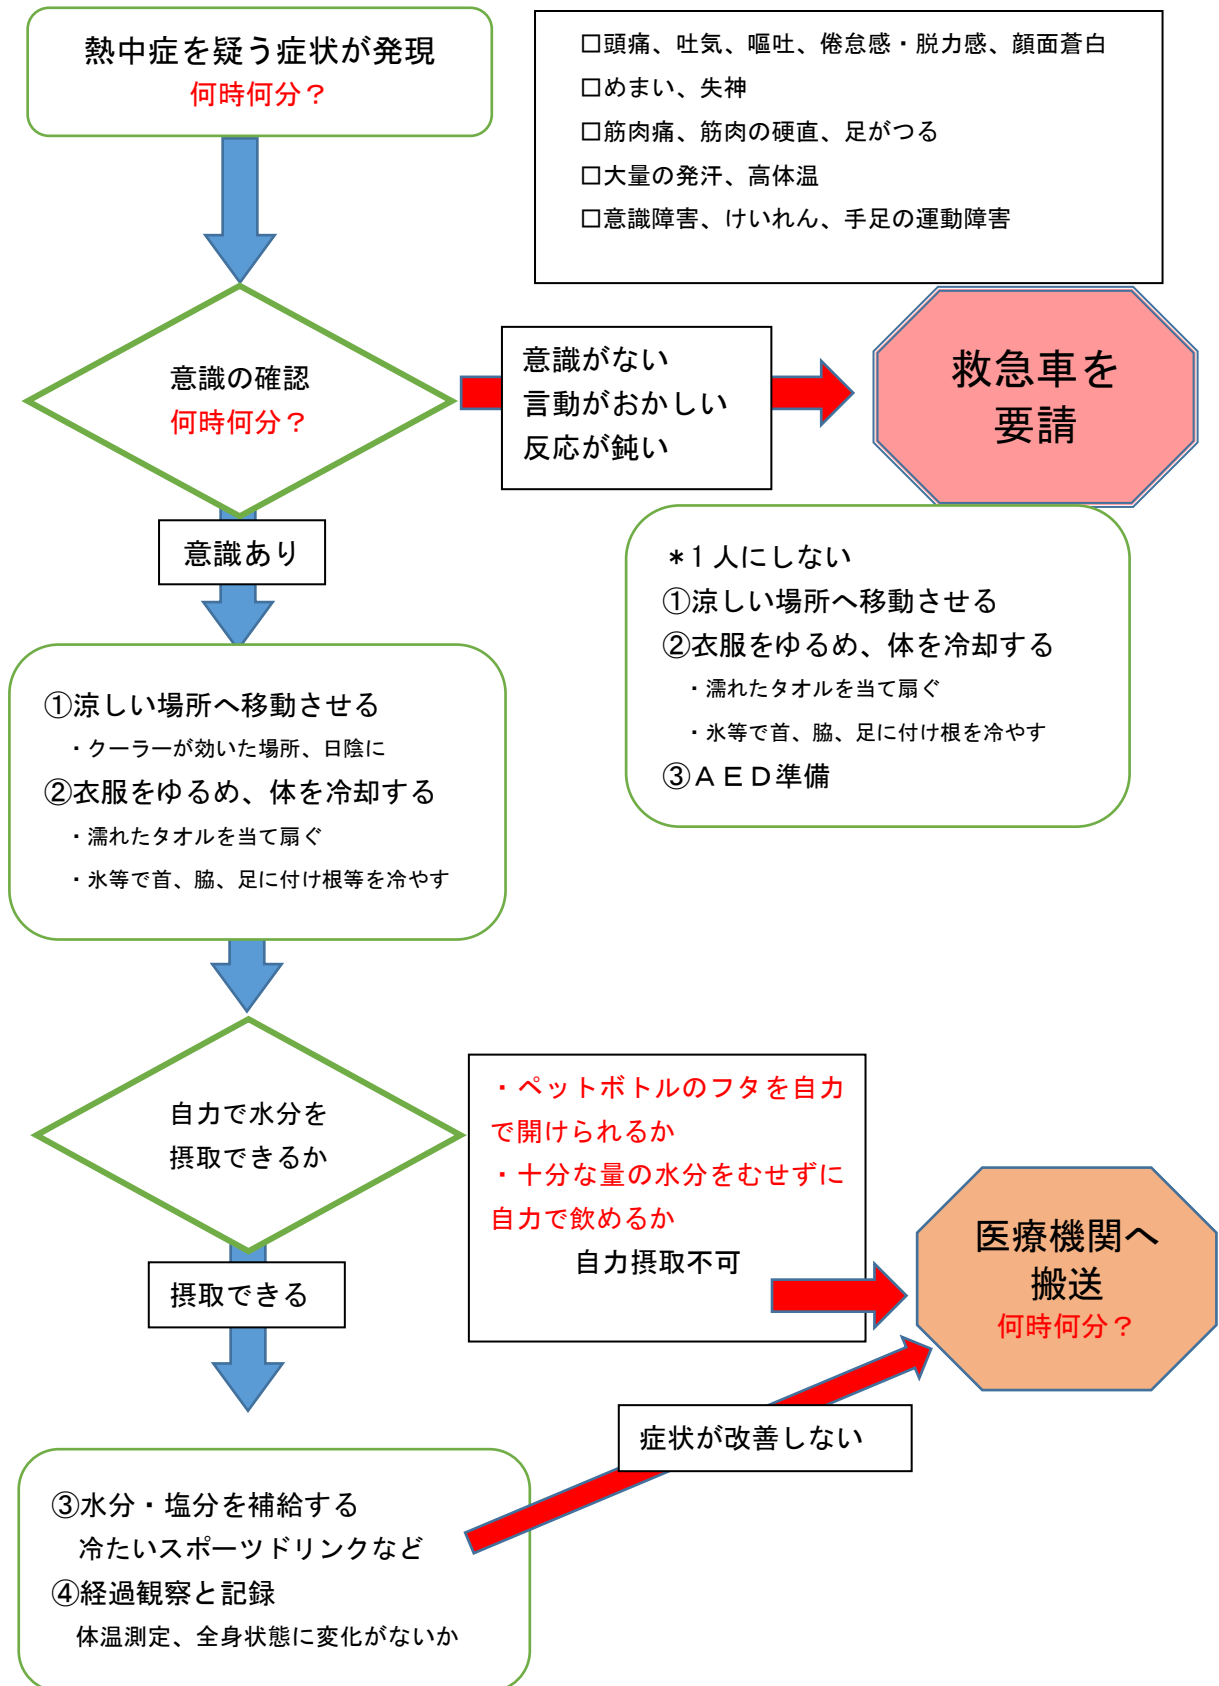 熱中症を疑う症状が発現
何時何分？
□頭痛、吐気、嘔吐、倦怠感・脱力感、顔面蒼白
□めまい、失神
□筋肉痛、筋肉の硬直、足がつる
□大量の発汗、高体温
□意識障害、けいれん、手足の運動障害
意識の確認
何時何分？
意識がない
言動がおかしい
反応が鈍い
救急車を
要請
意識あり
＊1 人にしない
①涼しい場所へ移動させる
②衣服をゆるめ、体を冷却する
・濡れたタオルを当て扇ぐ
・氷等で首、脇、足に付け根を冷やす
③ＡＥＤ準備
①涼しい場所へ移動させる
・クーラーが効いた場所、日陰に
②衣服をゆるめ、体を冷却する
・濡れたタオルを当て扇ぐ
・氷等で首、脇、足に付け根等を冷やす
自力で水分を
摂取できるか
・ペットボトルのフタを自力
で開けられるか
・十分な量の水分をむせずに
自力で飲めるか
自力摂取不可
医療機関へ
搬送
何時何分？
摂取できる
症状が改善しない
③水分・塩分を補給する
冷たいスポーツドリンクなど
④経過観察と記録
体温測定、全身状態に変化がないか